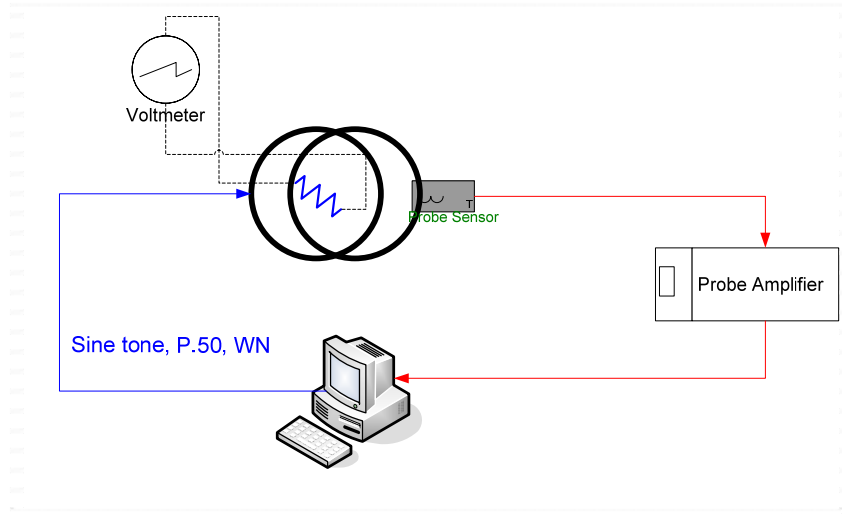 Voltmeter
T
Probe Sensor
Probe Amplifier
Sine tone, P.50, WN